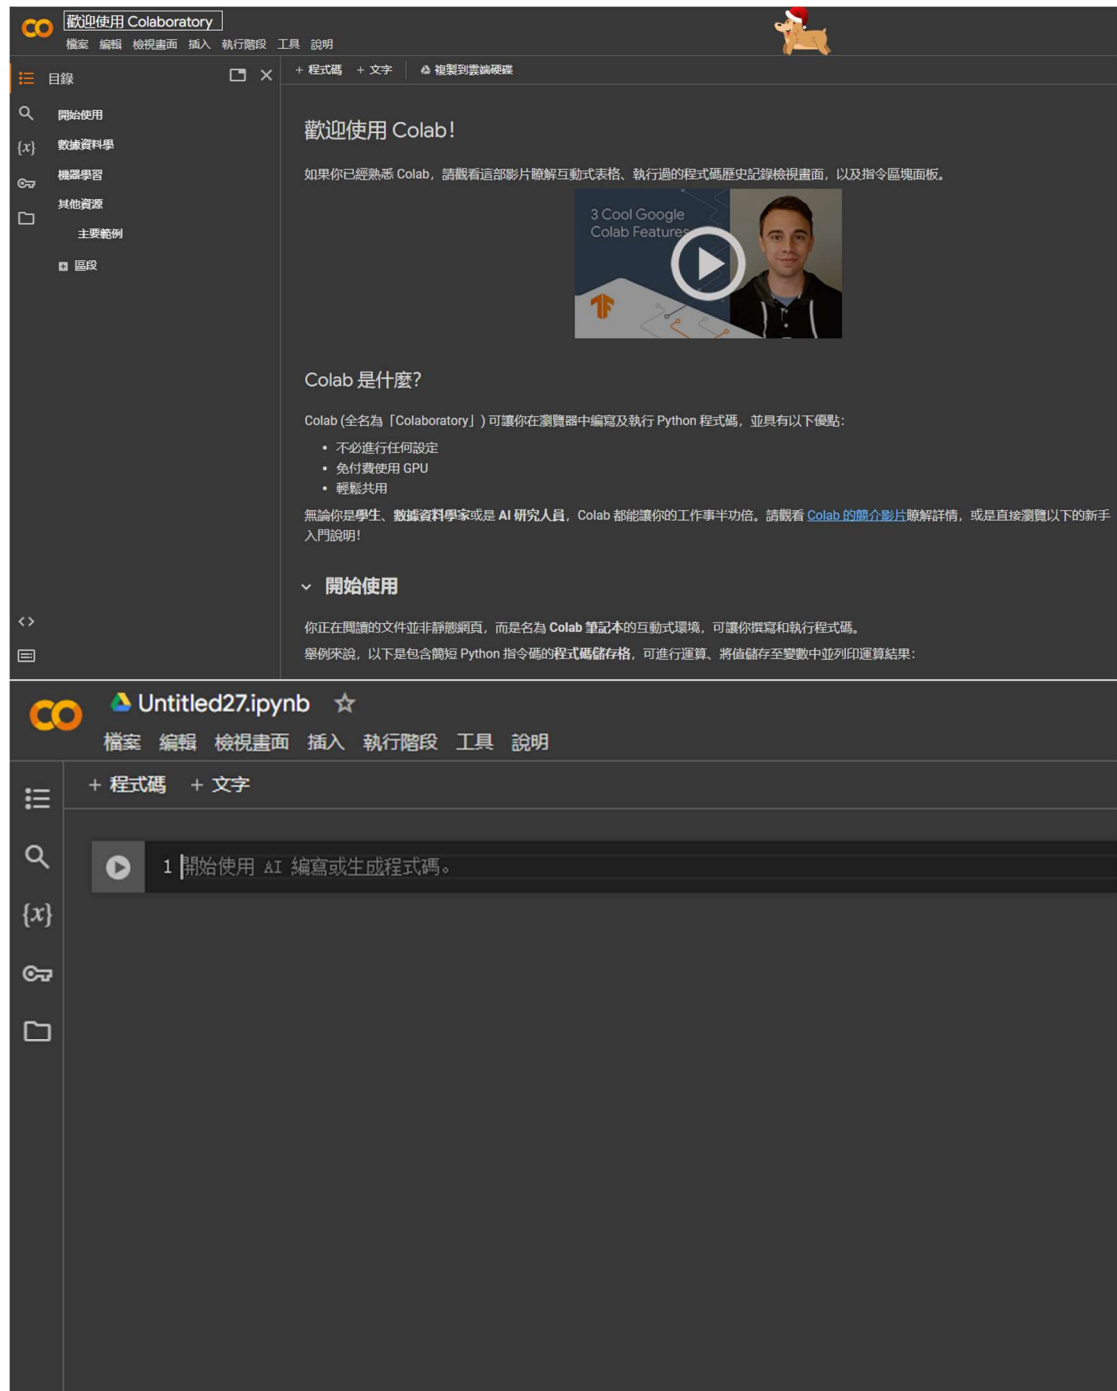 歡迎使用 Colaboratory
檔案 編輯 檢視畫面 插入 執行階段 工具 說明
目錄
+ 程式碼 + 文字 複製到雲端硬碟
開始使用
數據資料學
{x}
機器學習
其他資源
主要範例
區段
歡迎使用 Colab！
如果你已經熟悉 Colab，請觀看這部影片瞭解互動式表格、執行過的程式碼歷史記錄檢視畫面，以及指令區塊面板。
3 Cool Google
Colab Features
Colab 是什麼？
Colab (全名為「Colaboratory」) 可讓你在瀏覽器中編寫及執行 Python 程式碼，並具有以下優點：
• 不必進行任何設定
• 免付費使用 GPU
• 輕鬆共用
無論你是學生、數據資料學家或是 AI 研究人員，Colab 都能讓你的工作事半功倍。請觀看 Colab 的簡介影片瞭解詳情，或是直接瀏覽以下的新手
入門說明！
開始使用
你正在閱讀的文件並非靜態網頁，而是名為 Colab 筆記本的互動式環境，可讓你撰寫和執行程式碼。
舉例來說，以下是包含簡短 Python 指令碼的程式碼儲存格，可進行運算、將值儲存至變數中並列印運算結果：
Untitled27.ipynb
檔案 編輯 檢視畫面 插入 執行階段 工具 說明
+ 程式碼 + 文字
1 開始使用 AI 編寫或生成程式碼。
{x}